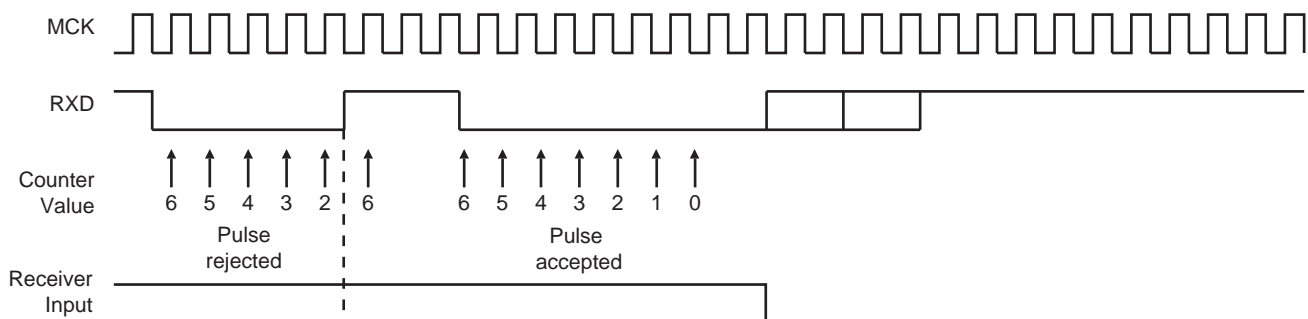 MCK
RXD
Counter
Value
6 5 4 3 2 6 6 5 4 3 2 1 0
Pulse
rejected
Pulse
accepted
Receiver
Input